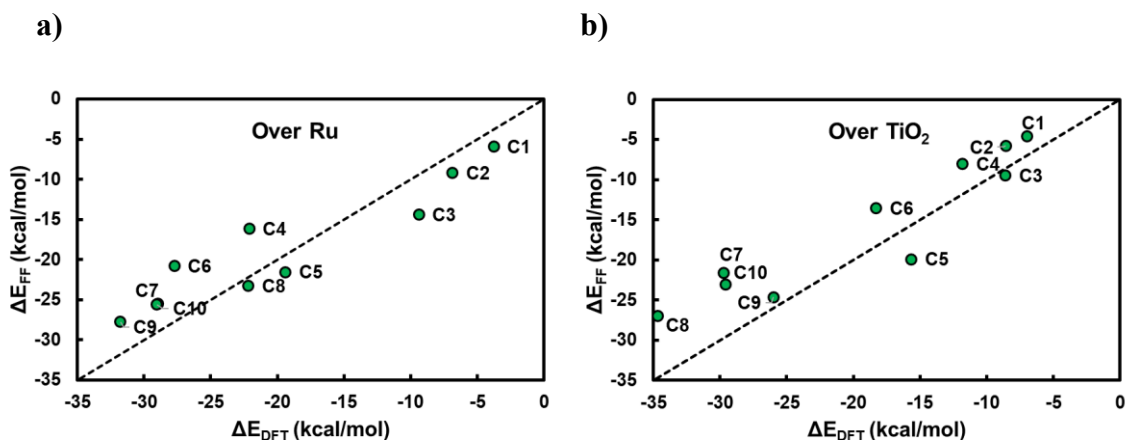 a)
b)
Over Ru
0
-5
-10
-15
-20
-25
-30
-35
ΔE_FF (kcal/mol)
C1
C2
C3
C4
C5
C6
C8
C7
C10
C9
-35 -30 -25 -20 -15 -10 -5 0
ΔE_DFT (kcal/mol)
Over TiO₂
0
-5
-10
-15
-20
-25
-30
-35
ΔE_FF (kcal/mol)
C1
C2
C4
C3
C6
C5
C7
C10
C9
C8
-35 -30 -25 -20 -15 -10 -5 0
ΔE_DFT (kcal/mol)